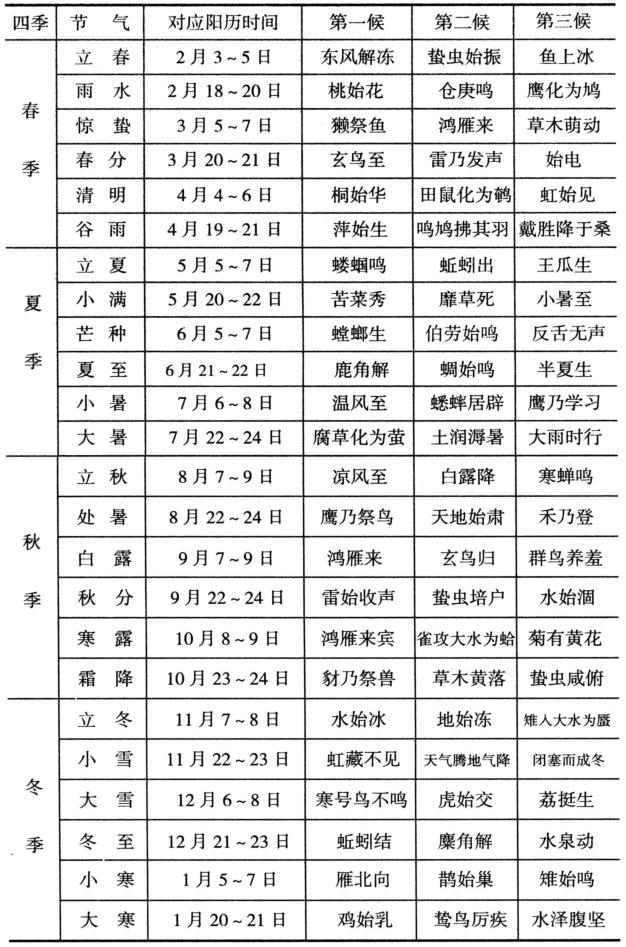 四季 节气 对应阳历时间 第一候 第二候 第三候
春季
立春 2月3~5日 东风解冻 蛰虫始振 鱼上冰
雨水 2月18~20日 桃始花 仓庚鸣 鹰化为鸠
惊蛰 3月5~7日 獭祭鱼 鸿雁来 草木萌动
春分 3月20~21日 玄鸟至 雷乃发声 始电
清明 4月4~6日 桐始华 田鼠化为鹌 虹始见
谷雨 4月19~21日 萍始生 鸣鸠拂其羽 戴胜降于桑
夏季
立夏 5月5~7日 蝼蝈鸣 蚯蚓出 王瓜生
小满 5月20~22日 苦菜秀 靡草死 小暑至
芒种 6月5~7日 螳螂生 伯劳始鸣 反舌无声
夏至 6月21~22日 鹿角解 蜩始鸣 半夏生
小暑 7月6~8日 温风至 蟋蟀居辟 鹰乃学习
大暑 7月22~24日 腐草化为萤 土润溽暑 大雨时行
秋季
立秋 8月7~9日 凉风至 白露降 寒蝉鸣
处暑 8月22~24日 鹰乃祭鸟 天地始肃 禾乃登
白露 9月7~9日 鸿雁来 玄鸟归 群鸟养羞
秋分 9月22~24日 雷始收声 蛰虫培户 水始涸
寒露 10月8~9日 鸿雁来宾 雀攻大水为蛤 菊有黄花
霜降 10月23~24日 豺乃祭兽 草木黄落 蛰虫咸俯
冬季
立冬 11月7~8日 水始冰 地始冻 雉入大水为蜃
小雪 11月22~23日 虹藏不见 天气腾地气降 闭塞而成冬
大雪 12月6~8日 寒号鸟不鸣 虎始交 荔挺生
冬至 12月21~23日 蚯蚓结 麋角解 水泉动
小寒 1月5~7日 雁北向 鹊始巢 雉始鸣
大寒 1月20~21日 鸡始乳 鸷鸟厉疾 水泽腹坚